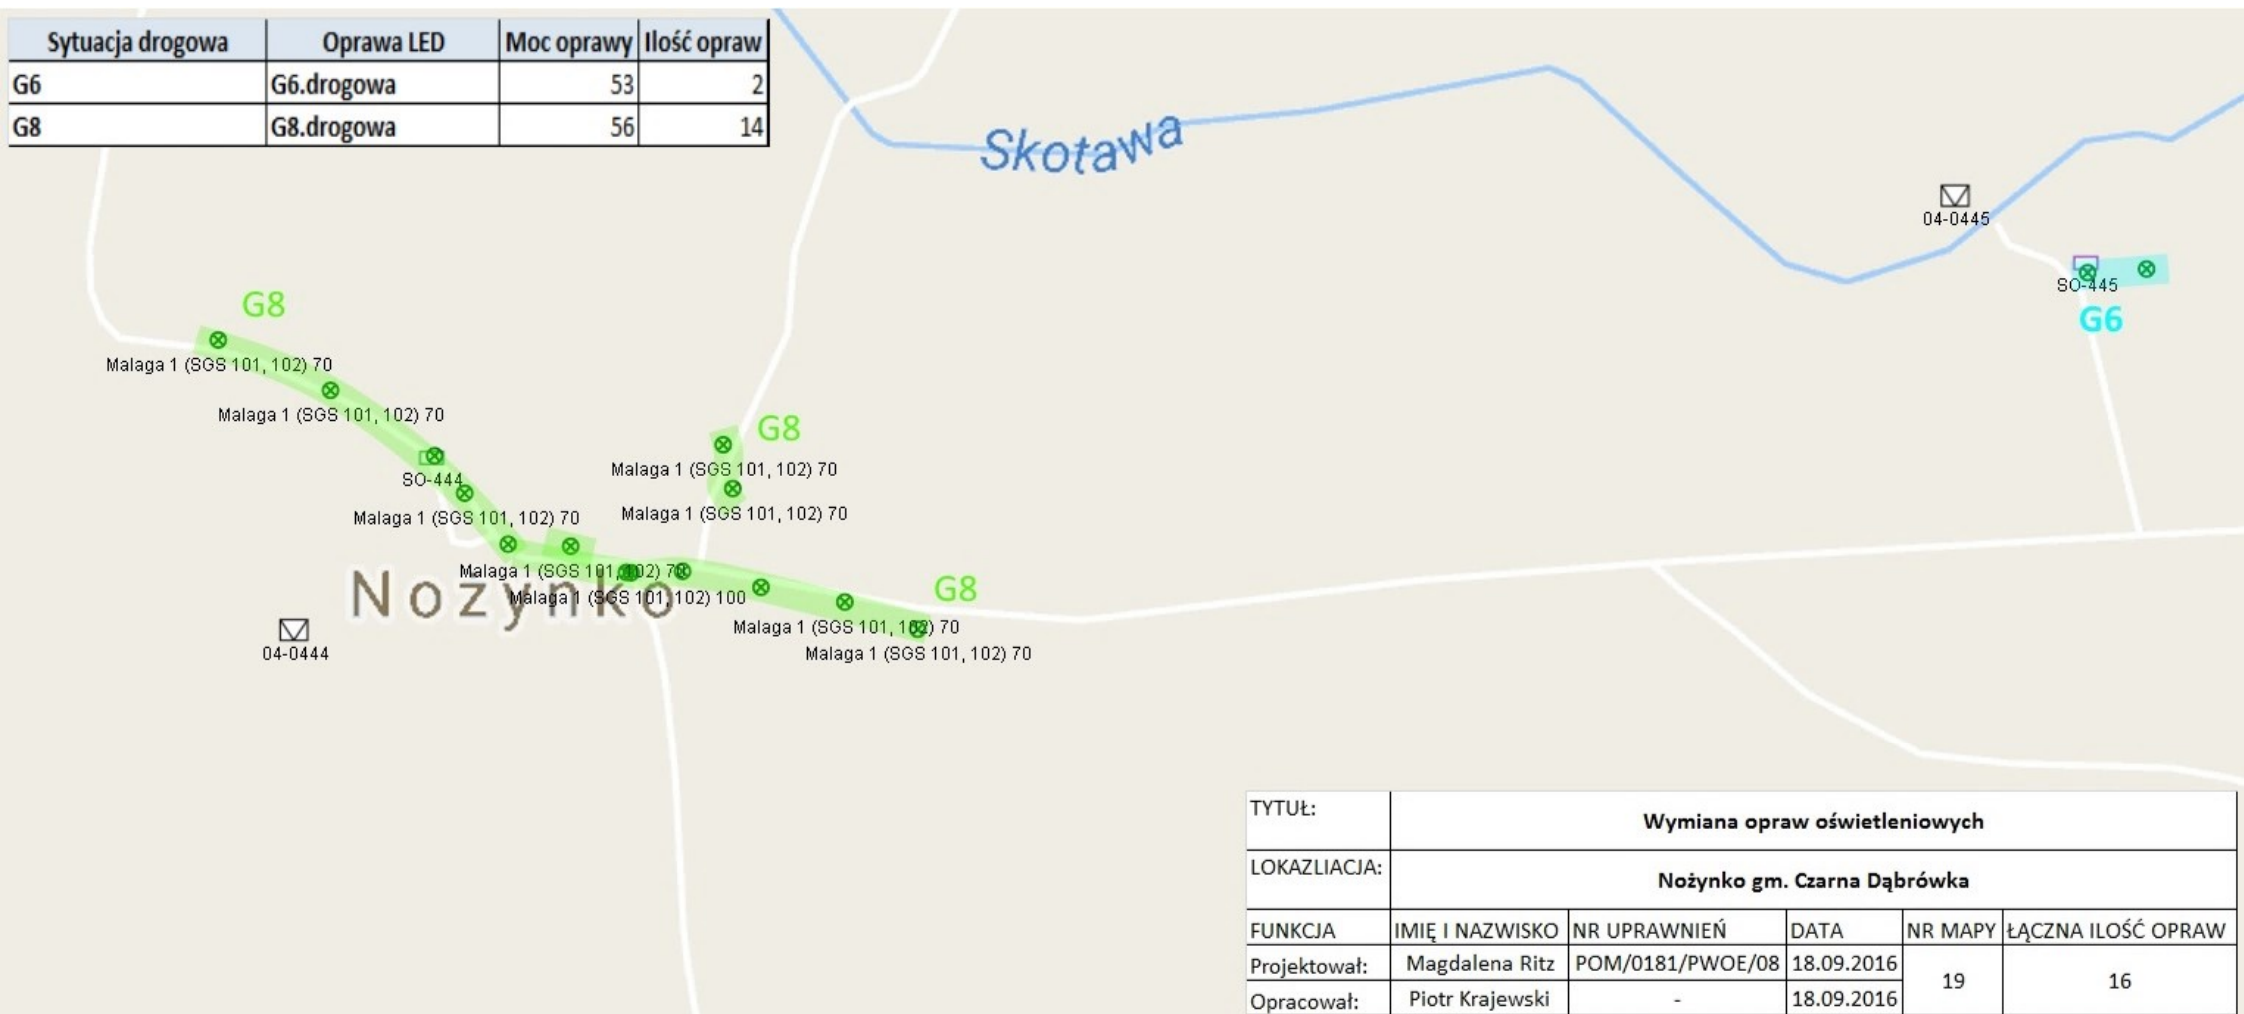 Sytuacja drogowa Oprawa LED Moc oprawy Ilość opraw
G6 G6.drogowa 53 2
G8 G8.drogowa 56 14
Skotawa
04-0445
SO-445
G6
G8
Malaga 1 (SGS 101, 102) 70
Malaga 1 (SGS 101, 102) 70
G8
SO-444
Malaga 1 (SGS 101, 102) 70
Malaga 1 (SGS 101, 102) 70
Malaga 1 (SGS 101, 102) 70
Malaga 1 (SGS 101, 102) 70
Nożynko
Malaga 1 (SGS 101, 102) 100
G8
Malaga 1 (SGS 101, 102) 70
Malaga 1 (SGS 101, 102) 70
04-0444
TYTUŁ: Wymiana opraw oświetleniowych
LOKAZLIACJA: Nożynko gm. Czarna Dąbrówka
FUNKCJA IMIĘ I NAZWISKO NR UPRAWNIEŃ DATA NR MAPY ŁĄCZNA ILOŚĆ OPRAW
Projektował: Magdalena Ritz POM/0181/PWOE/08 18.09.2016 19 16
Opracował: Piotr Krajewski - 18.09.2016